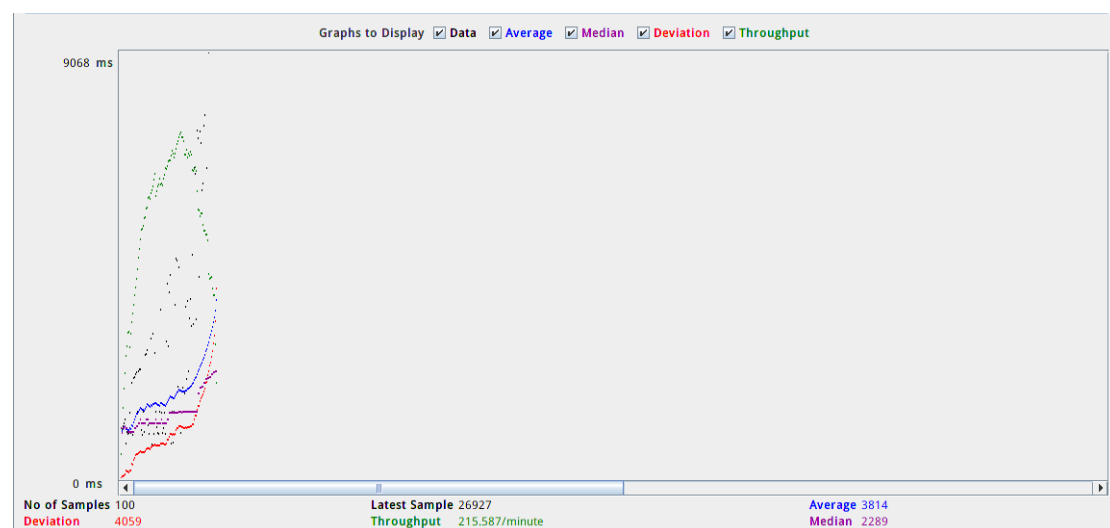 Graphs to Display Data Average Median Deviation Throughput
9068 ms
0 ms
No of Samples 100 Latest Sample 26927 Average 3814
Deviation 4059 Throughput 215.587/minute Median 2289